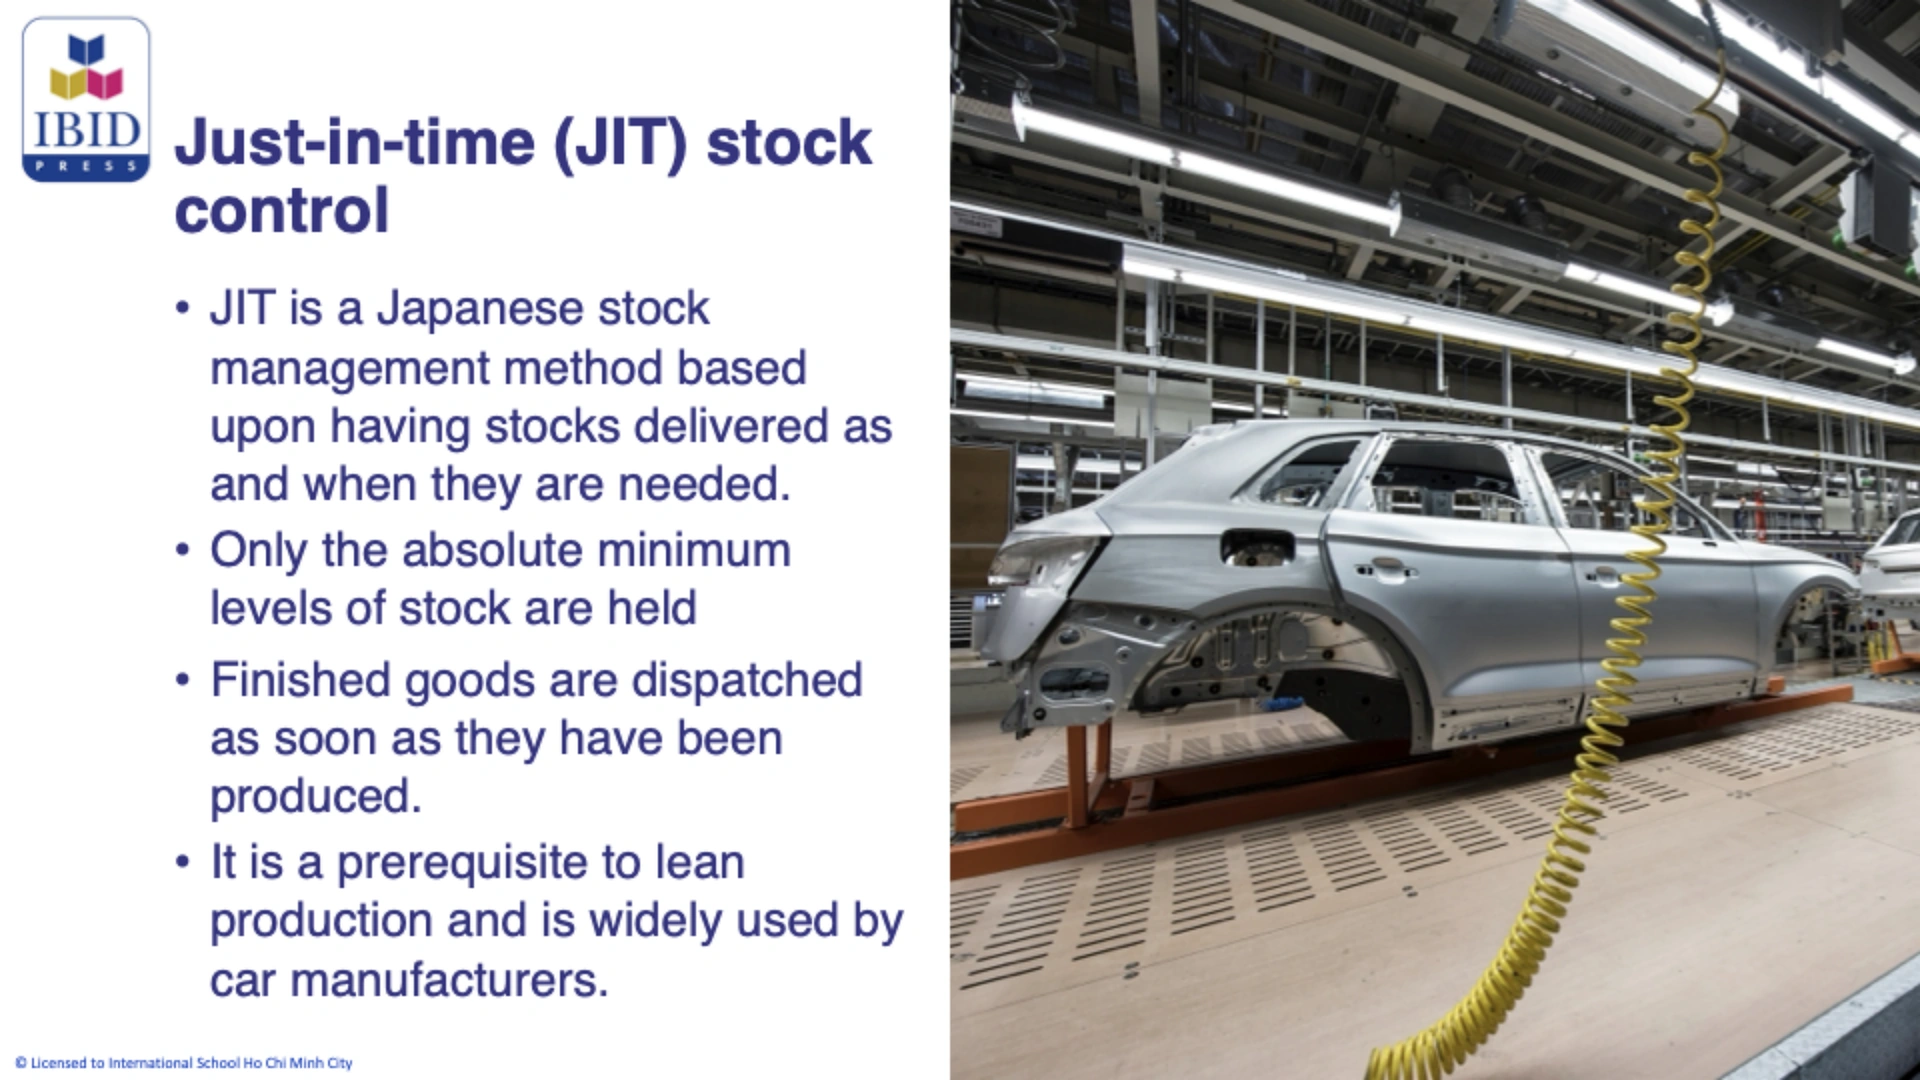 IBID
PRESS
Just-in-time (JIT) stock
control
• JIT is a Japanese stock
management method based
upon having stocks delivered as
and when they are needed.
• Only the absolute minimum
levels of stock are held
• Finished goods are dispatched
as soon as they have been
produced.
• It is a prerequisite to lean
production and is widely used by
car manufacturers.
© Licensed to International School Ho Chi Minh City